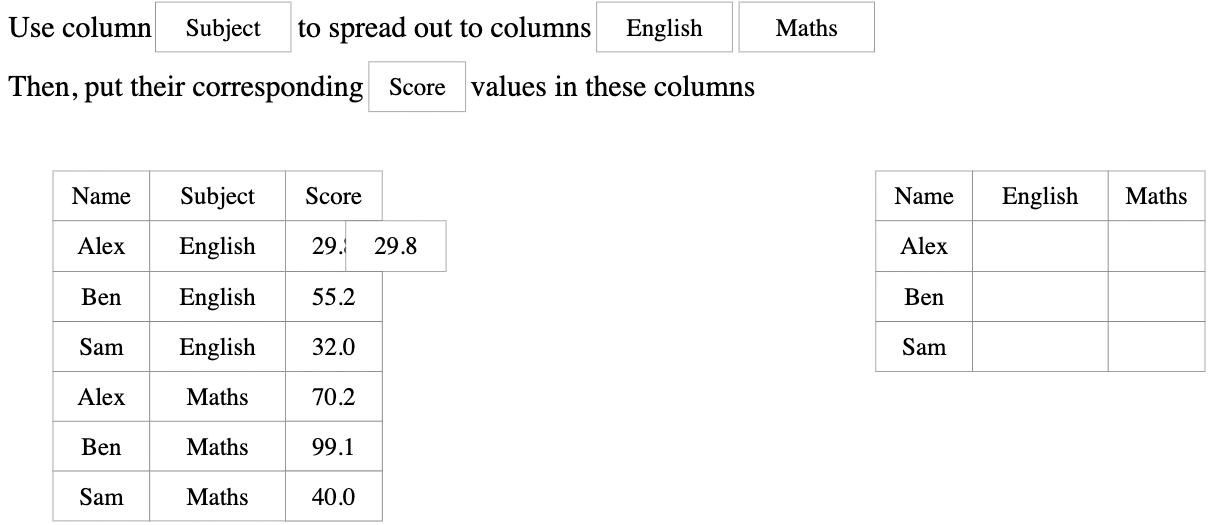 Use column Subject to spread out to columns English Maths
Then, put their corresponding Score values in these columns
Name Subject Score
Alex English 29.8 29.8
Ben English 55.2
Sam English 32.0
Alex Maths 70.2
Ben Maths 99.1
Sam Maths 40.0
Name English Maths
Alex
Ben
Sam